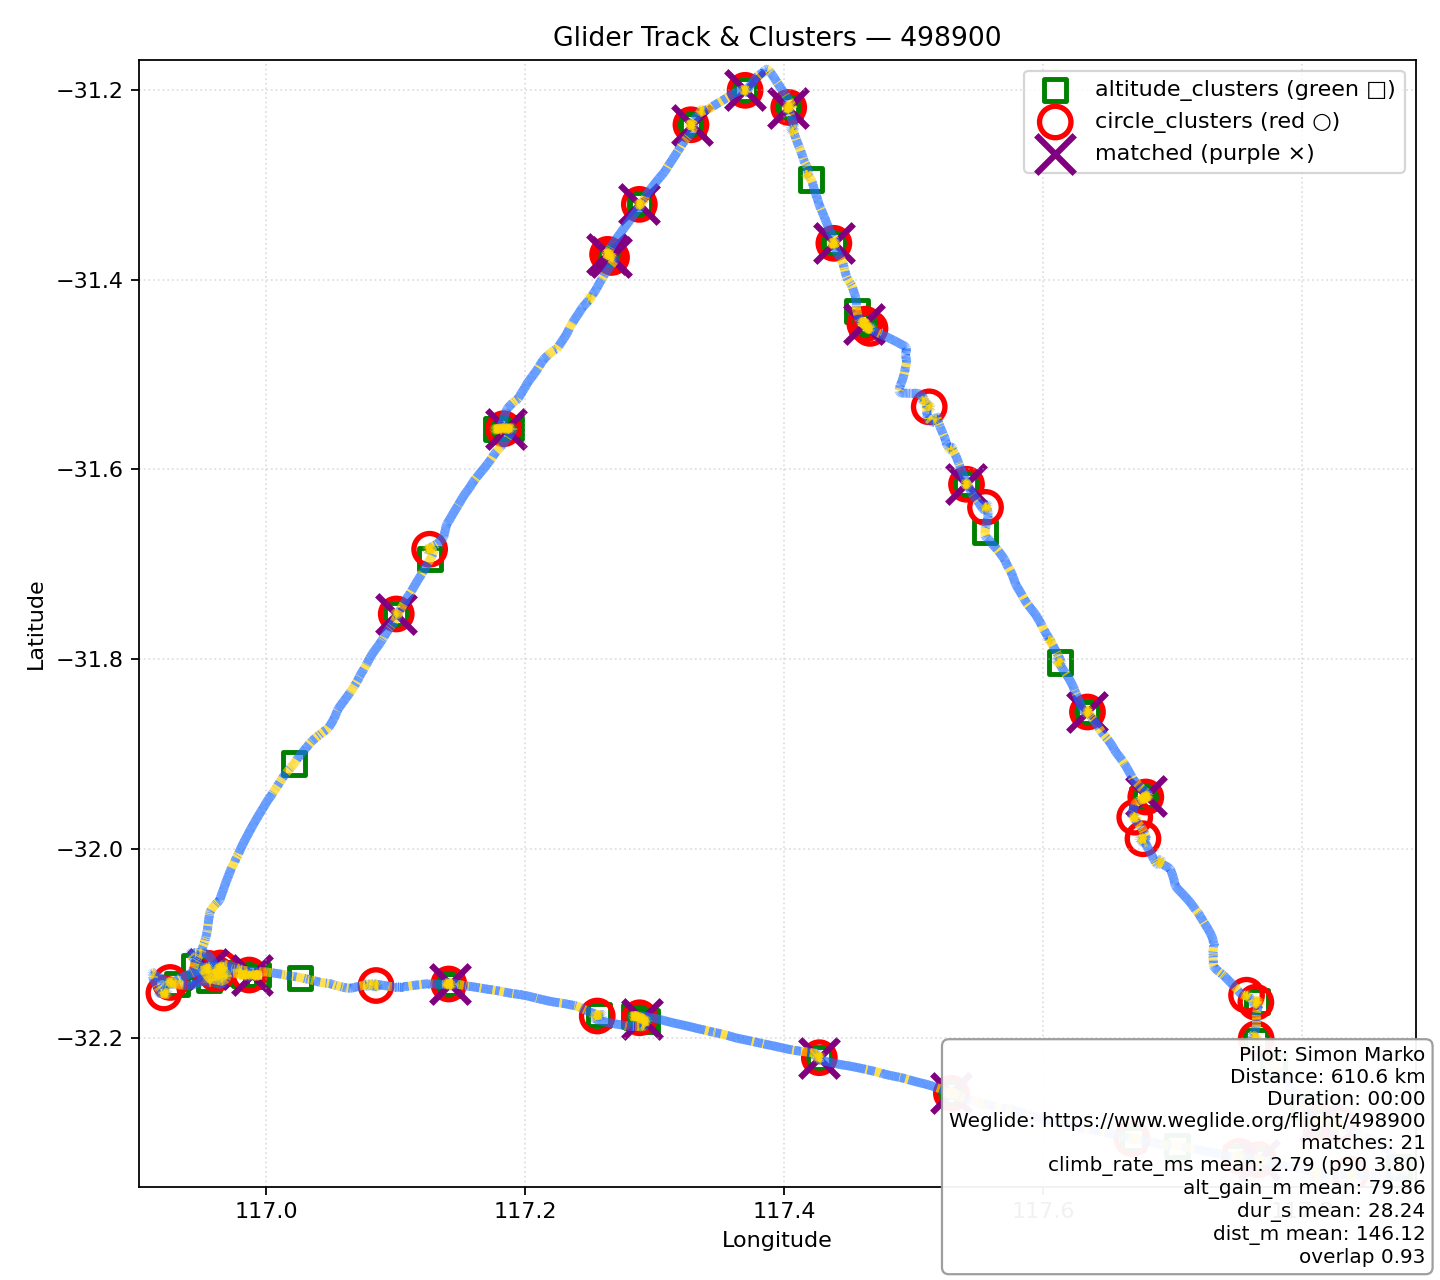 Glider Track & Clusters — 498900
altitude_clusters (green □)
circle_clusters (red ○)
matched (purple ×)
−31.2
−31.4
−31.6
−31.8
−32.0
−32.2
Latitude
117.0
117.2
117.4
117.6
Longitude
Pilot: Simon Marko
Distance: 610.6 km
Duration: 00:00
Weglide: https://www.weglide.org/flight/498900
matches: 21
climb_rate_ms mean: 2.79 (p90 3.80)
alt_gain_m mean: 79.86
dur_s mean: 28.24
dist_m mean: 146.12
overlap 0.93